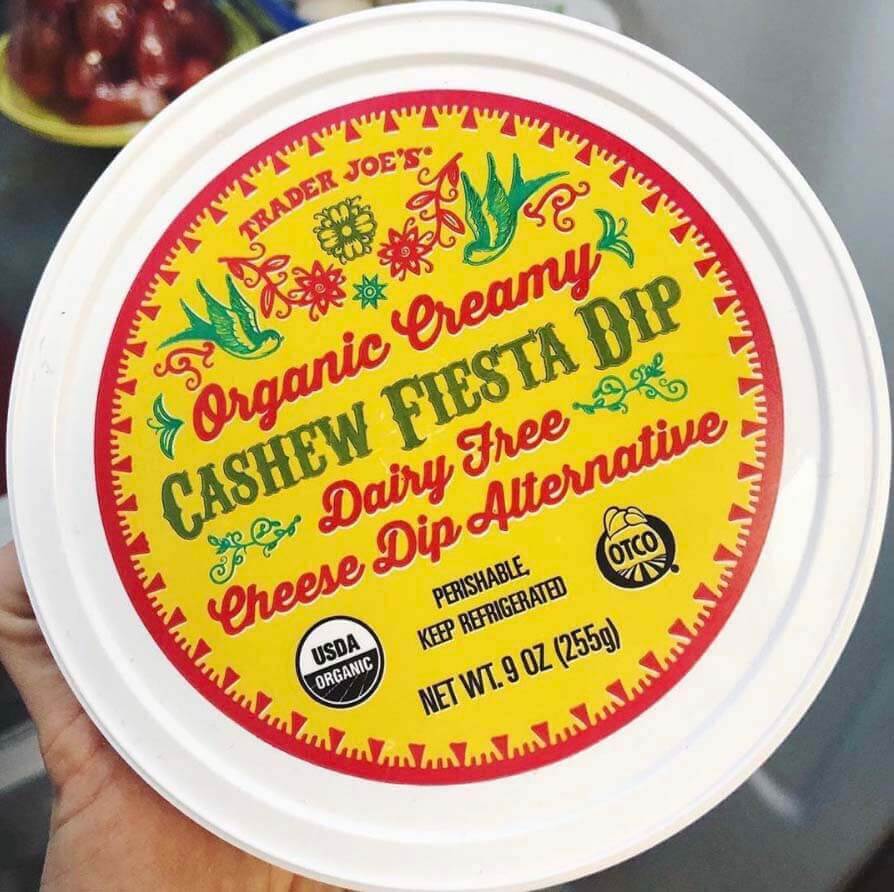 TRADER JOE'S®
Organic Creamy
CASHEW FIESTA DIP
Dairy Free
Cheese Dip Alternative
PERISHABLE,
KEEP REFRIGERATED
OTCO
USDA
ORGANIC
NET WT. 9 OZ (255g)